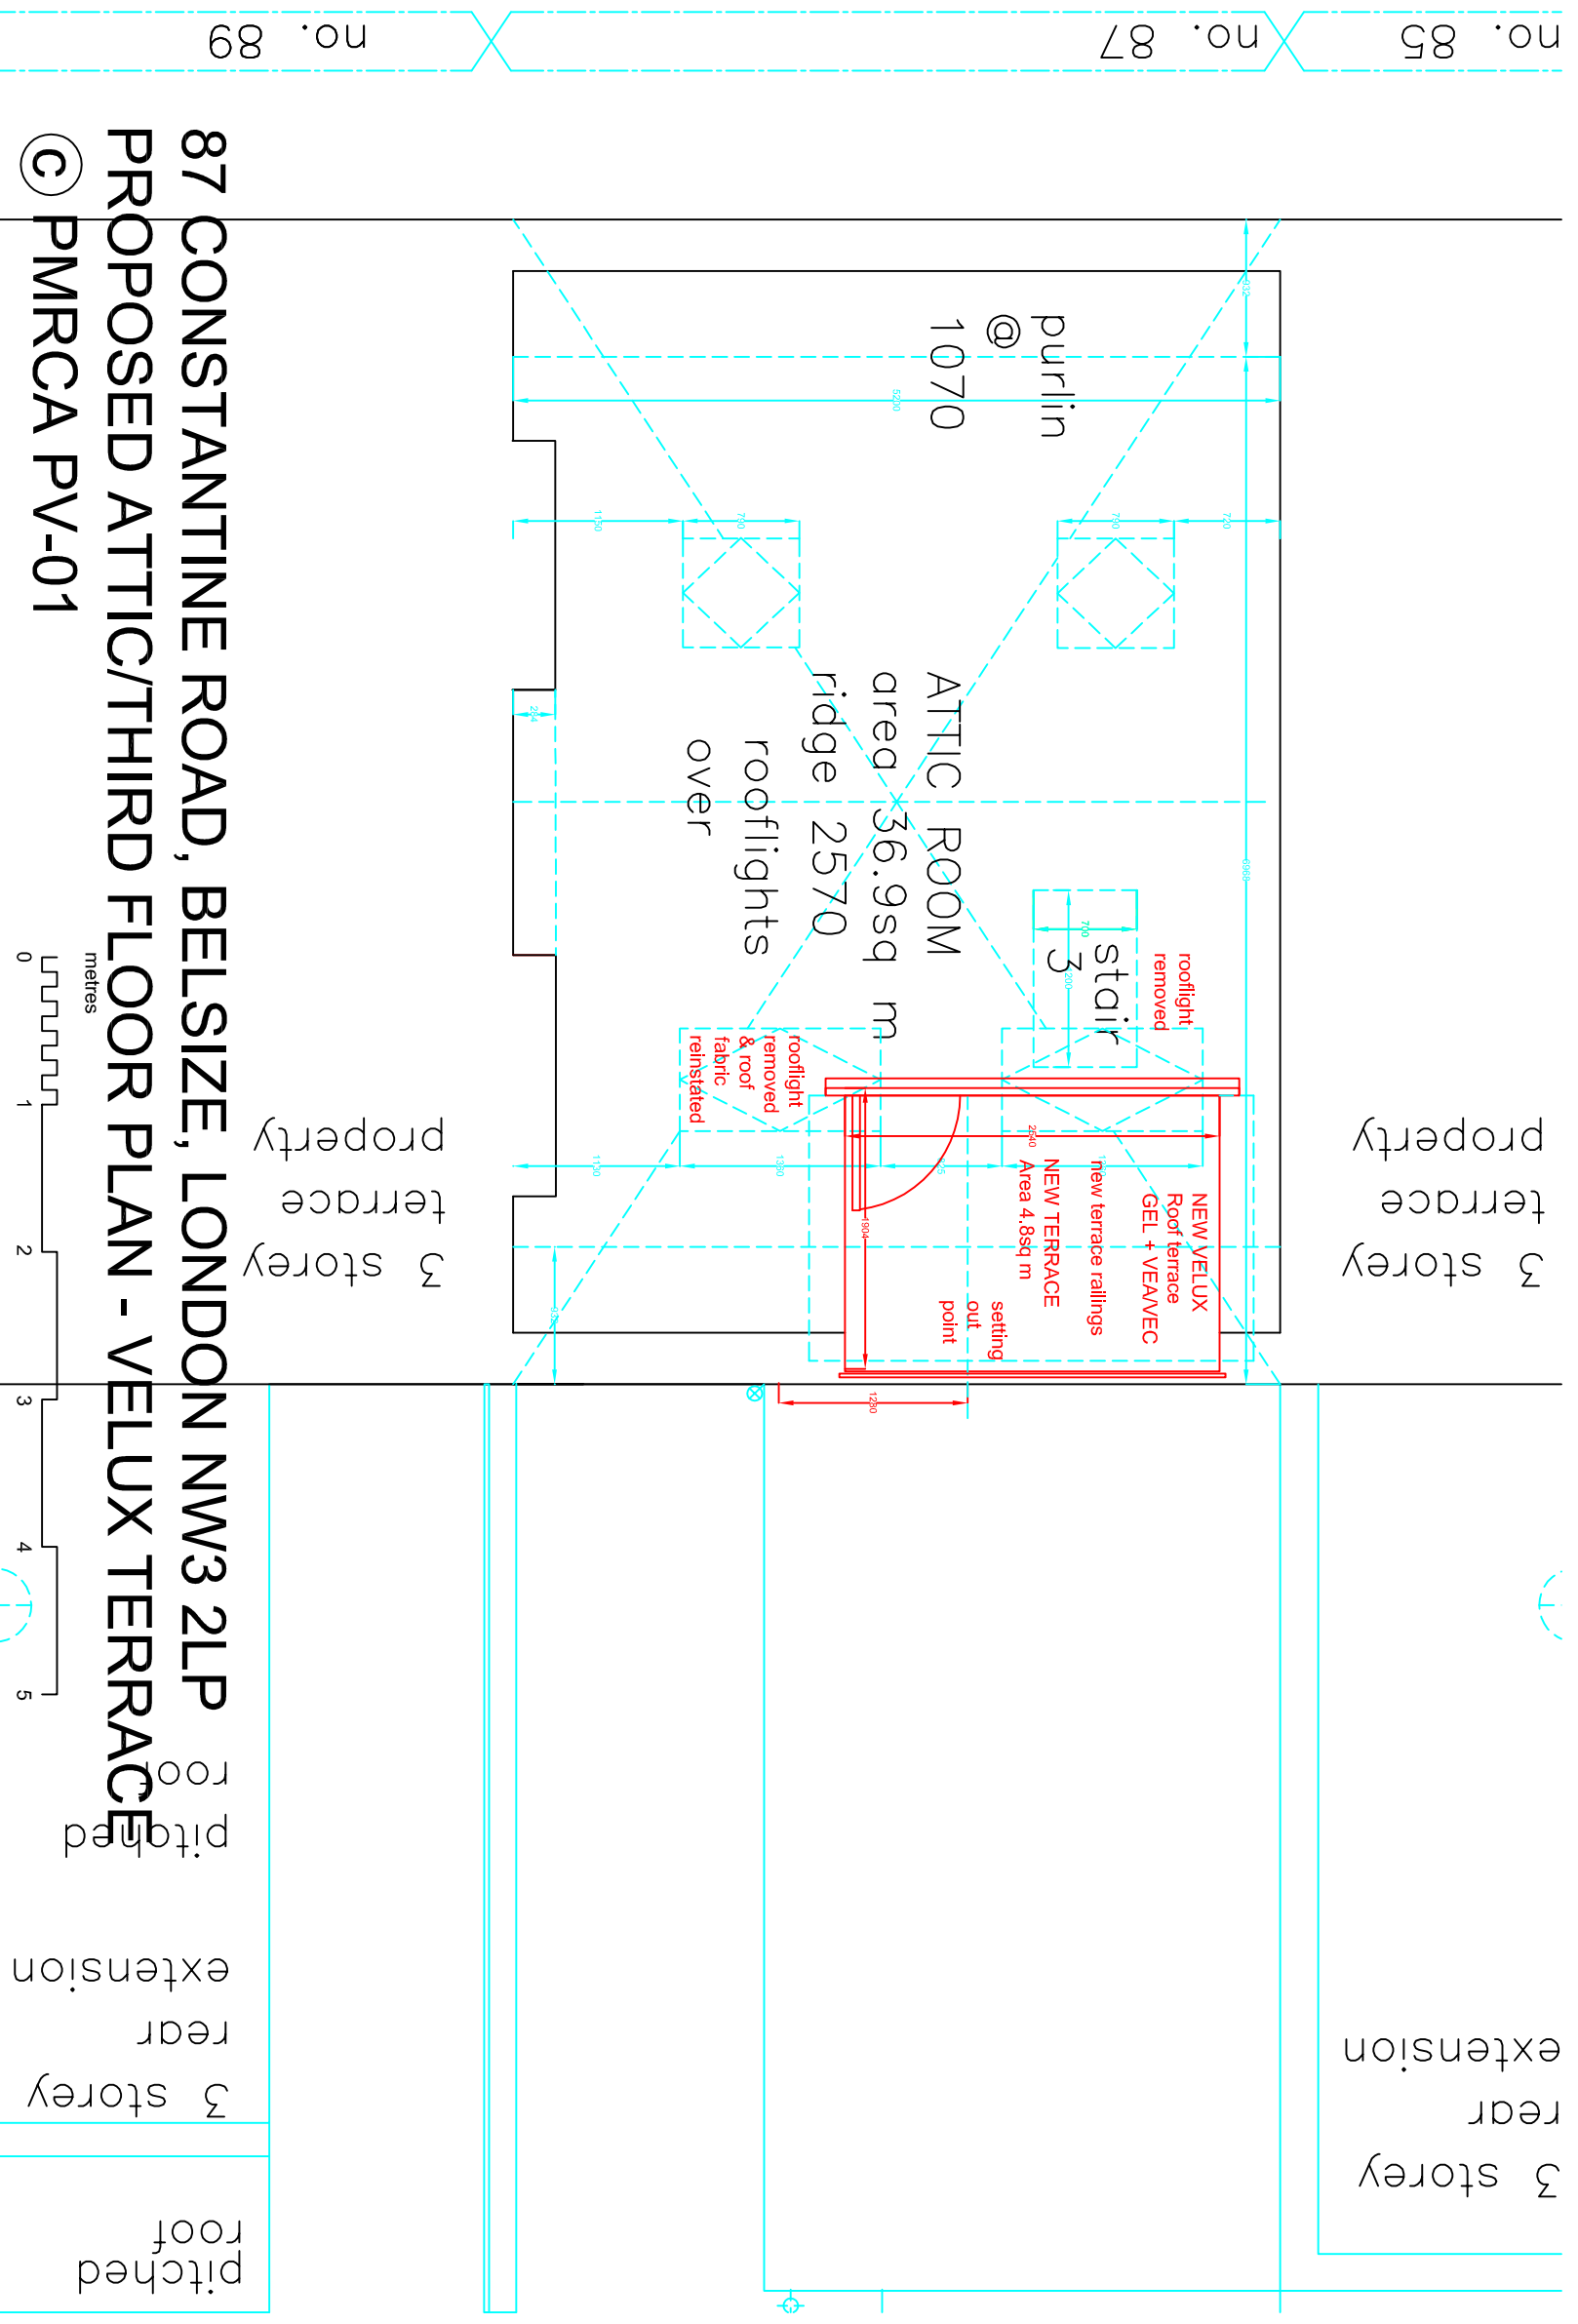 no. 89
no. 87
no. 85
87 CONSTANTINE ROAD, BELSIZE, LONDON NW3 2LP
PROPOSED ATTIC/THIRD FLOOR PLAN - VELUX TERRACE
© PMRCA PV-01
metres
0 1 2 3 4 5
purlin
@
1070
ATTIC ROOM
area 36.9sq m
ridge 2570
rooflights
over
stair
3
rooflight
removed
rooflight
removed
& roof
fabric
reinstated
NEW VELUX
Roof terrace
GEL + VEA/VEC
new terrace railings
NEW TERRACE
Area 4.8sq m
setting
out
point
5200
790
790
720
700
2540
1904
1280
3 storey
terrace
property
3 storey
terrace
property
3 storey
rear
extension
pitched
roof
3 storey
rear
extension
pitched
roof